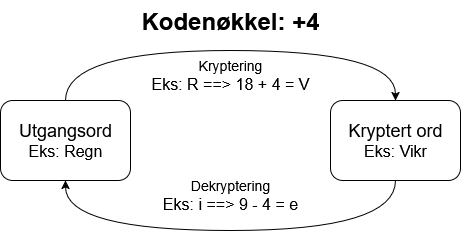 Kodenøkkel: +4
Kryptering
Eks: R ==> 18 + 4 = V
Utgangsord
Eks: Regn
Kryptert ord
Eks: Vikr
Dekryptering
Eks: i ==> 9 - 4 = e